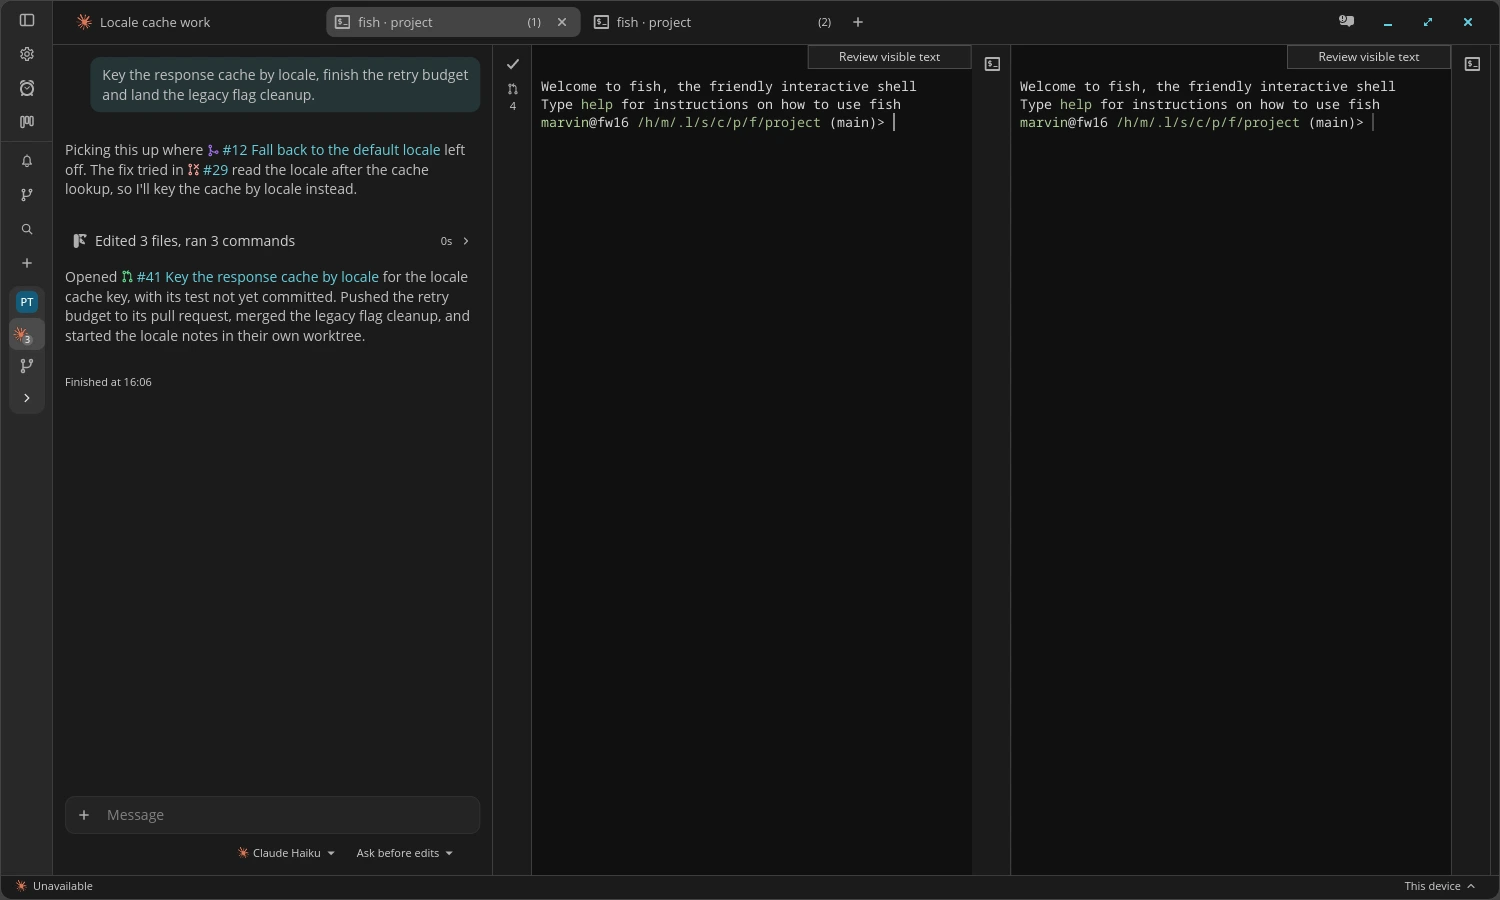 Locale cache work
fish · project
(1)
fish · project
(2)
Key the response cache by locale, finish the retry budget
and land the legacy flag cleanup.
Picking this up where #12 Fall back to the default locale left
off. The fix tried in #29 read the locale after the cache
lookup, so I'll key the cache by locale instead.
Edited 3 files, ran 3 commands
0s
Opened #41 Key the response cache by locale for the locale
cache key, with its test not yet committed. Pushed the retry
budget to its pull request, merged the legacy flag cleanup, and
started the locale notes in their own worktree.
Finished at 16:06
Message
Claude Haiku
Ask before edits
4
Review visible text
Welcome to fish, the friendly interactive shell
Type help for instructions on how to use fish
marvin@fw16 /h/m/.l/s/c/p/f/project (main)>
Review visible text
Welcome to fish, the friendly interactive shell
Type help for instructions on how to use fish
marvin@fw16 /h/m/.l/s/c/p/f/project (main)>
PT
3
Unavailable
This device